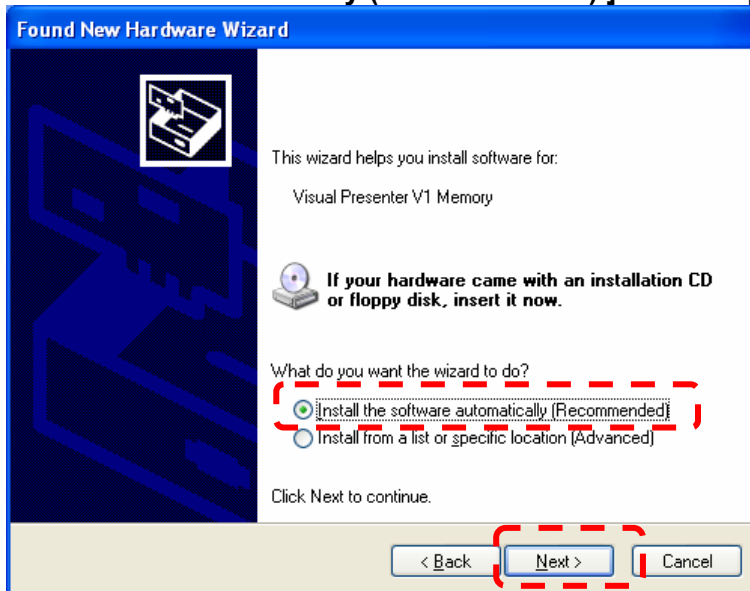 Found New Hardware Wizard
This wizard helps you install software for:
Visual Presenter V1 Memory
If your hardware came with an installation CD
or floppy disk, insert it now.
What do you want the wizard to do?
Install the software automatically (Recommended)
Install from a list or specific location (Advanced)
Click Next to continue.
< Back Next > Cancel